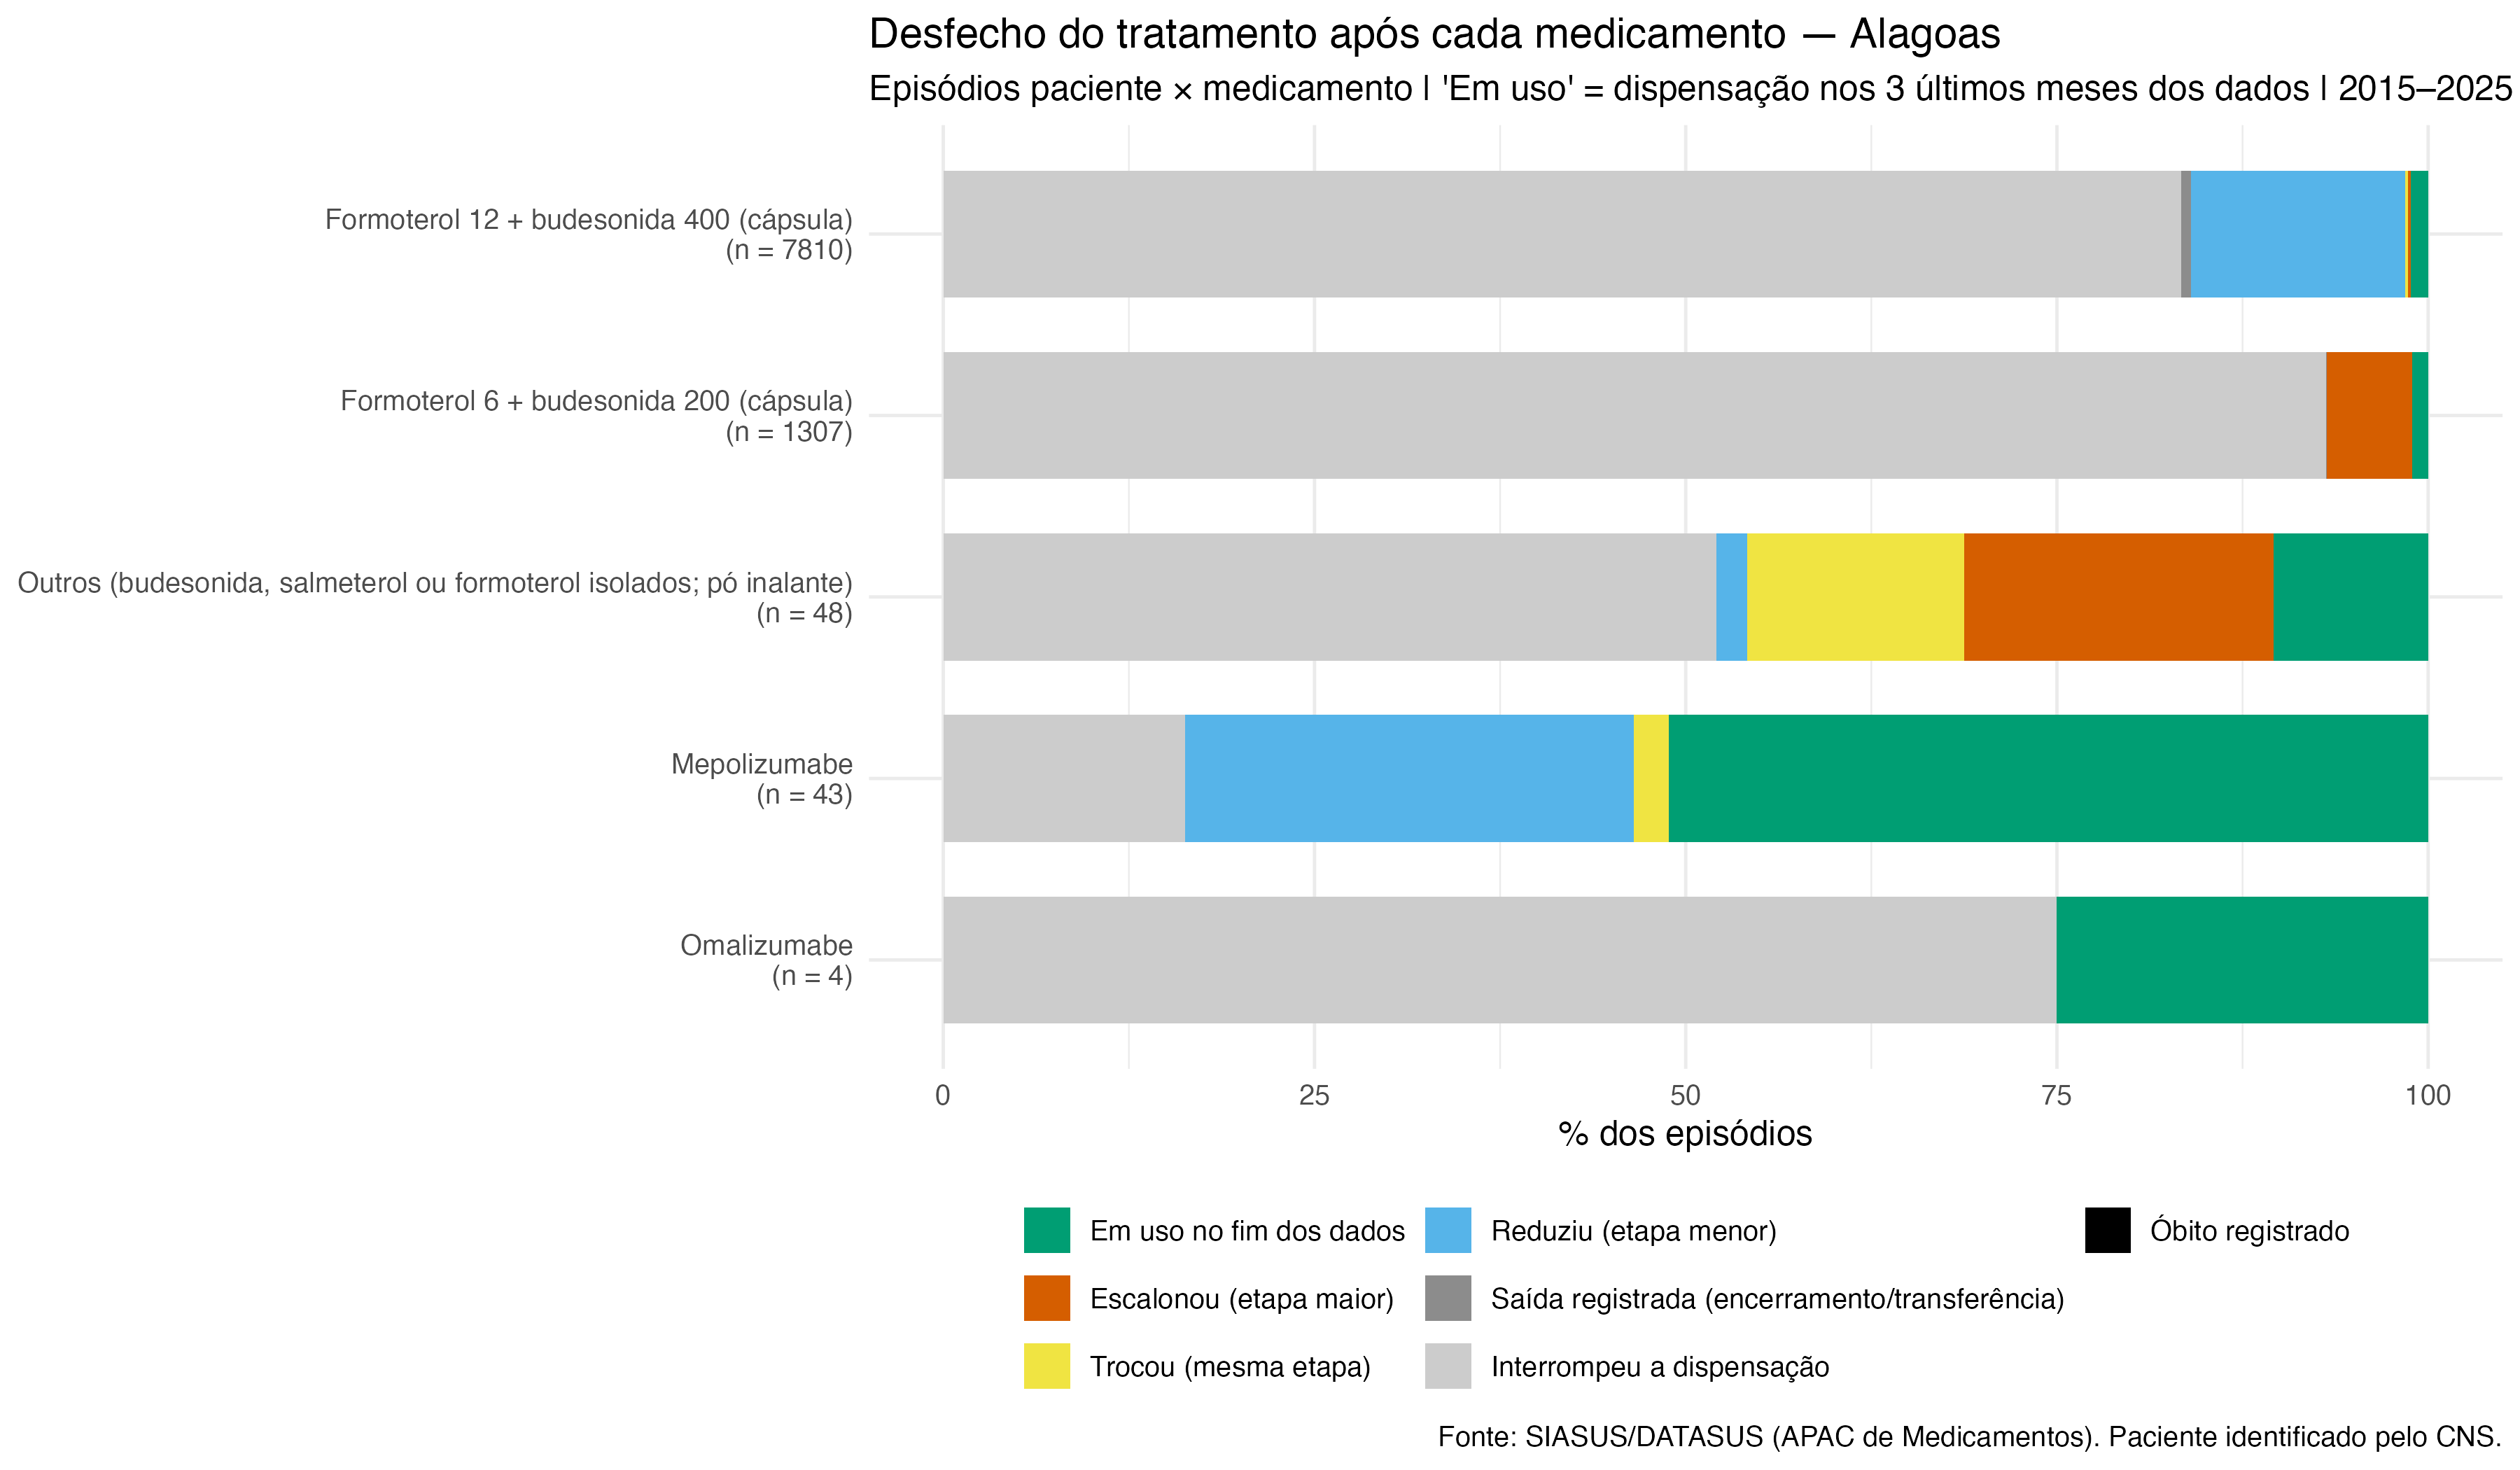 Desfecho do tratamento após cada medicamento — Alagoas
Episódios paciente × medicamento | 'Em uso' = dispensação nos 3 últimos meses dos dados | 2015–2025
Formoterol 12 + budesonida 400 (cápsula)
(n = 7810)
Formoterol 6 + budesonida 200 (cápsula)
(n = 1307)
Outros (budesonida, salmeterol ou formoterol isolados; pó inalante)
(n = 48)
Mepolizumabe
(n = 43)
Omalizumabe
(n = 4)
0 25 50 75 100
% dos episódios
Em uso no fim dos dados
Escalonou (etapa maior)
Trocou (mesma etapa)
Reduziu (etapa menor)
Saída registrada (encerramento/transferência)
Interrompeu a dispensação
Óbito registrado
Fonte: SIASUS/DATASUS (APAC de Medicamentos). Paciente identificado pelo CNS.